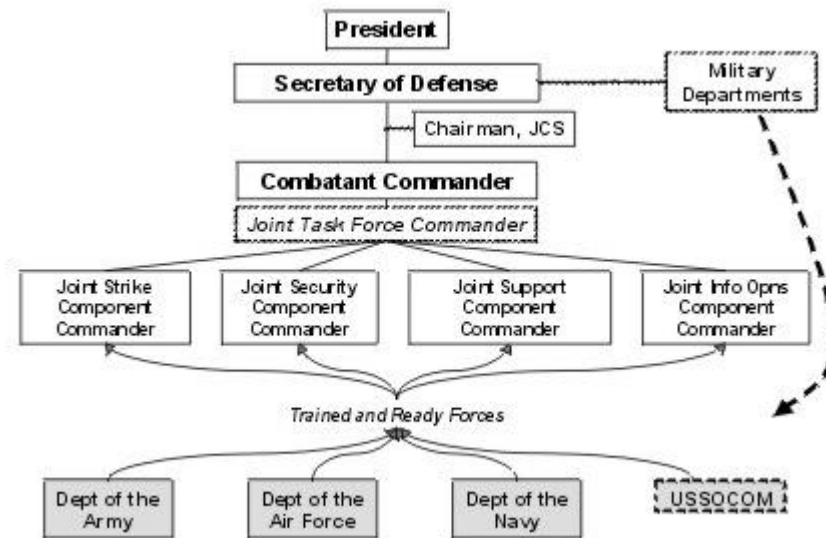 President
Secretary of Defense
Military
Departments
Chairman, JCS
Combatant Commander
Joint Task Force Commander
Joint Strike
Component
Commander
Joint Security
Component
Commander
Joint Support
Component
Commander
Joint Info Opns
Component
Commander
Trained and Ready Forces
Dept of the
Army
Dept of the
Air Force
Dept of the
Navy
USSOCOM